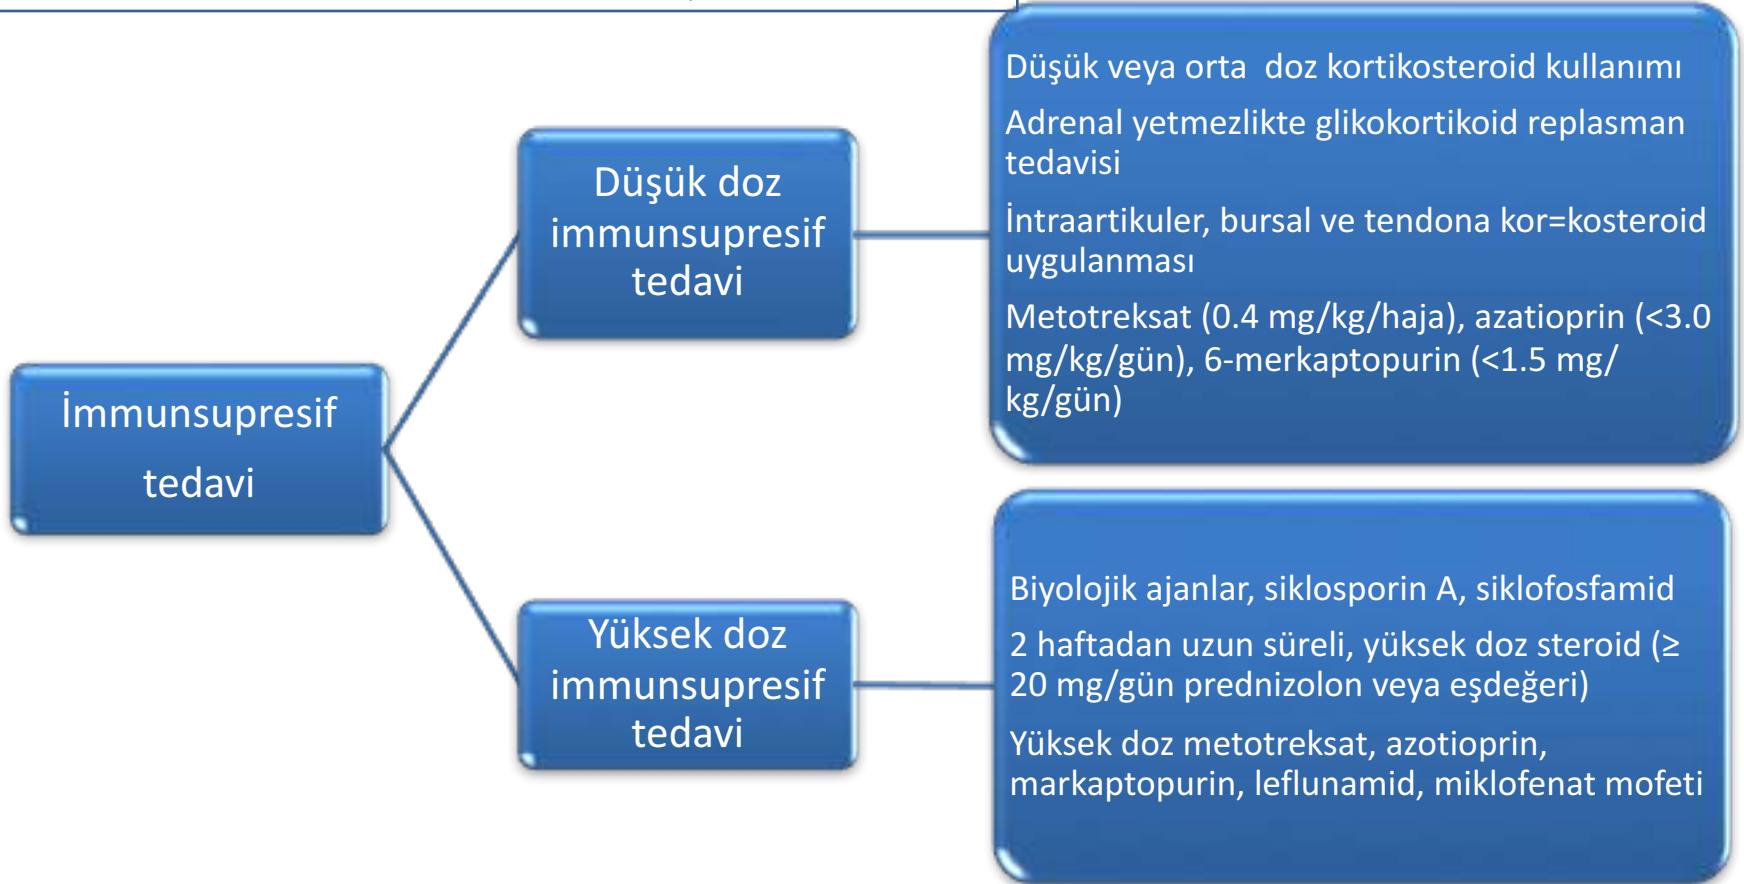 İmmunsupresif
tedavi
Düşük doz
immunsupresif
tedavi
Düşük veya orta  doz kortikosteroid kullanımı
Adrenal yetmezlikte glikokortikoid replasman
tedavisi
İntraartikuler, bursal ve tendona kor=kosteroid
uygulanması
Metotreksat (0.4 mg/kg/haja), azatioprin (<3.0
mg/kg/gün), 6-merkaptopurin (<1.5 mg/
kg/gün)
Yüksek doz
immunsupresif
tedavi
Biyolojik ajanlar, siklosporin A, siklofosfamid
2 haftadan uzun süreli, yüksek doz steroid (≥
20 mg/gün prednizolon veya eşdeğeri)
Yüksek doz metotreksat, azotioprin,
markaptopurin, leflunamid, miklofenat mofeti